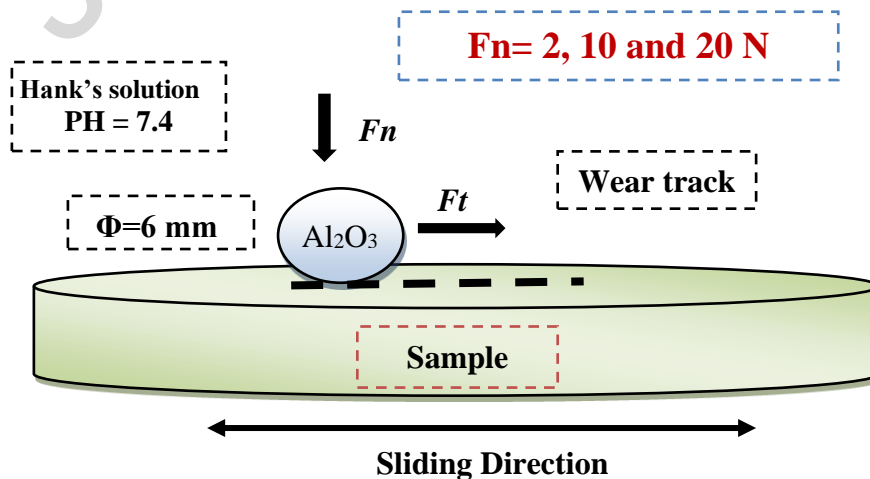 Fn= 2, 10 and 20 N
Hank's solution
PH = 7.4
Fn
Wear track
Φ=6 mm
Ft
Al₂O₃
Sample
Sliding Direction